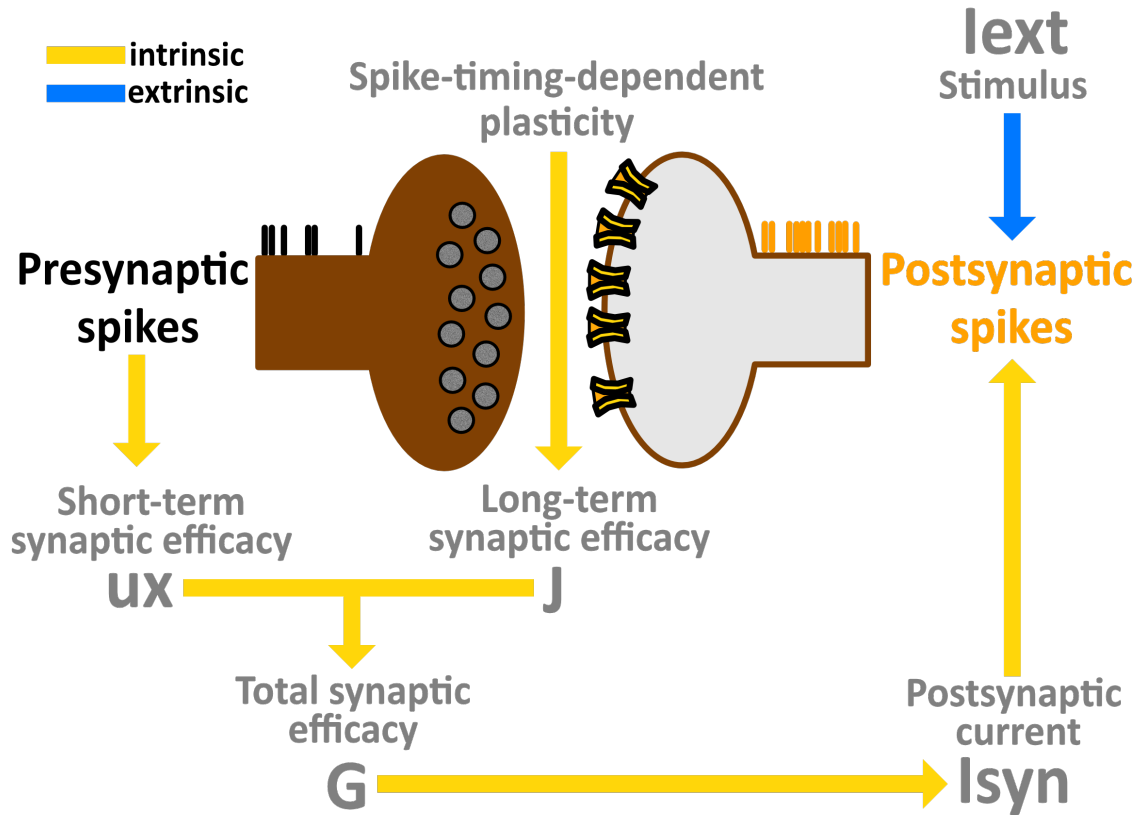 intrinsic
extrinsic
Spike-timing-dependent
plasticity
Iext
Stimulus
Presynaptic
spikes
Postsynaptic
spikes
Short-term
synaptic efficacy
ux
Long-term
synaptic efficacy
J
Total synaptic
efficacy
G
Postsynaptic
current
Isyn